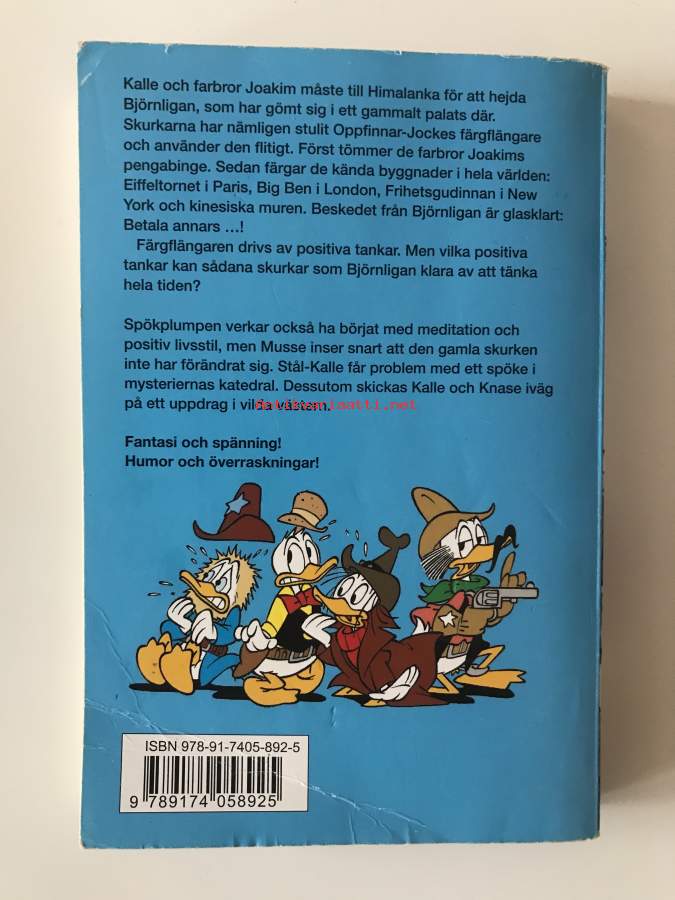 Kalle och farbror Joakim måste till Himalanka för att hejda
Björnligan, som har gömt sig i ett gammalt palats där.
Skurkarna har nämligen stulit Oppfinnar-Jockes färgflängare
och använder den flitigt. Först tömmer de farbror Joakims
pengabinge. Sedan färgar de kända byggnader i hela världen:
Eiffeltornet i Paris, Big Ben i London, Frihetsgudinnan i New
York och kinesiska muren. Beskedet från Björnligan är glasklart:
Betala annars ...!
Färgflängaren drivs av positiva tankar. Men vilka positiva
tankar kan sådana skurkar som Björnligan klara av att tänka
hela tiden?
Spökplumpen verkar också ha börjat med meditation och
positiv livsstil, men Musse inser snart att den gamla skurken
inte har förändrat sig. Stål-Kalle får problem med ett spöke i
mysteriernas katedral. Dessutom skickas Kalle och Knase iväg
på ett uppdrag i vilda västern.
antikvariaatti.net
Fantasi och spänning!
Humor och överraskningar!
ISBN 978-91-7405-892-5
9 789174 058925